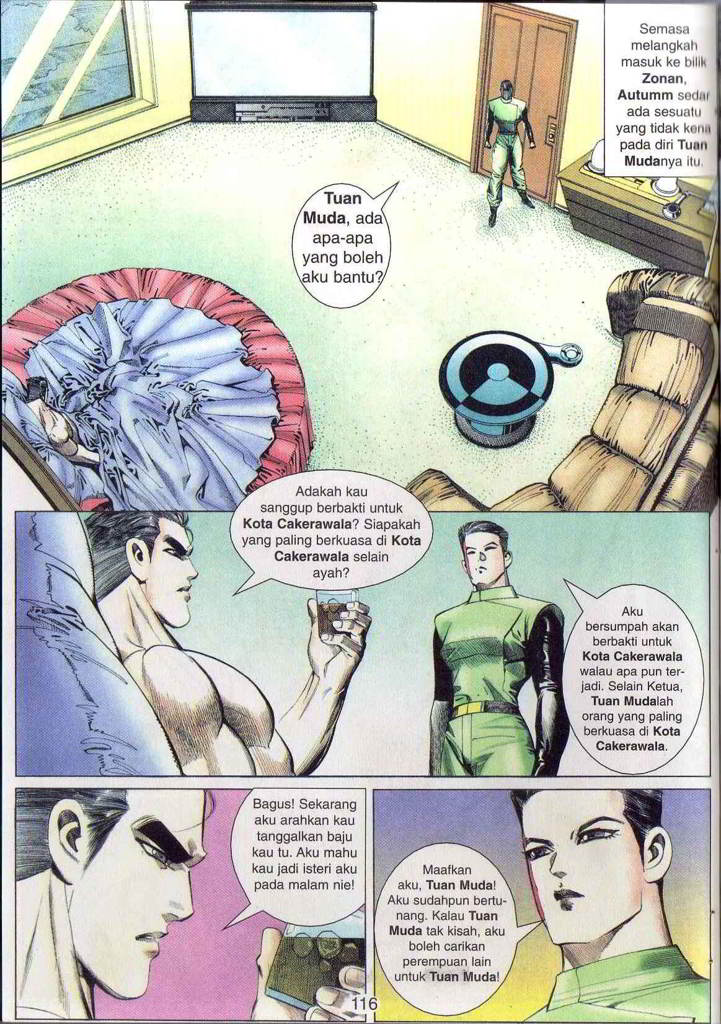 Semasa
melangkah
masuk ke bilik
Zonan,
Autumm sedar
ada sesuatu
yang tidak kena
pada diri Tuan
Mudanya itu.
Tuan
Muda, ada
apa-apa
yang boleh
aku bantu?
Adakah kau
sanggup berbakti untuk
Kota Cakerawala? Siapakah
yang paling berkuasa di Kota
Cakerawala selain
ayah?
Aku
bersumpah akan
berbakti untuk
Kota Cakerawala
walau apa pun ter-
jadi. Selain Ketua,
Tuan Mudalah
orang yang paling
berkuasa di Kota
Cakerawala.
Bagus! Sekarang
aku arahkan kau
tanggalkan baju
kau tu. Aku mahu
kau jadi isteri aku
pada malam nie!
Maafkan
aku, Tuan Muda!
Aku sudahpun bertu-
nang. Kalau Tuan
Muda tak kisah, aku
boleh carikan
perempuan lain
untuk Tuan Muda!
116